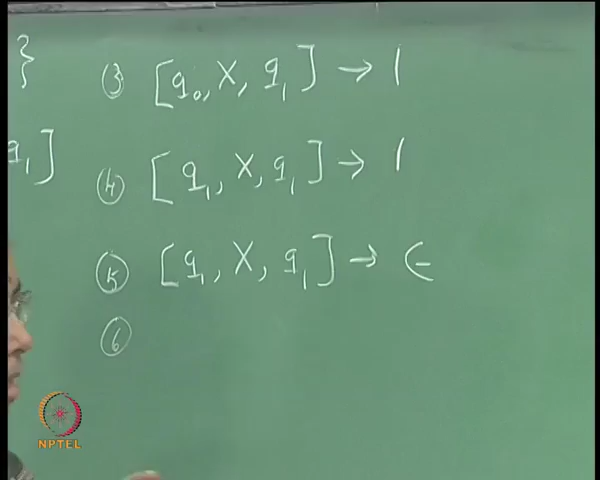 }
③ [q₀, X, q₁] → 1
q₁]
④ [q₁, X, q₁] → 1
⑤ [q₁, X, q₁] → ∈
⑥
NPTEL